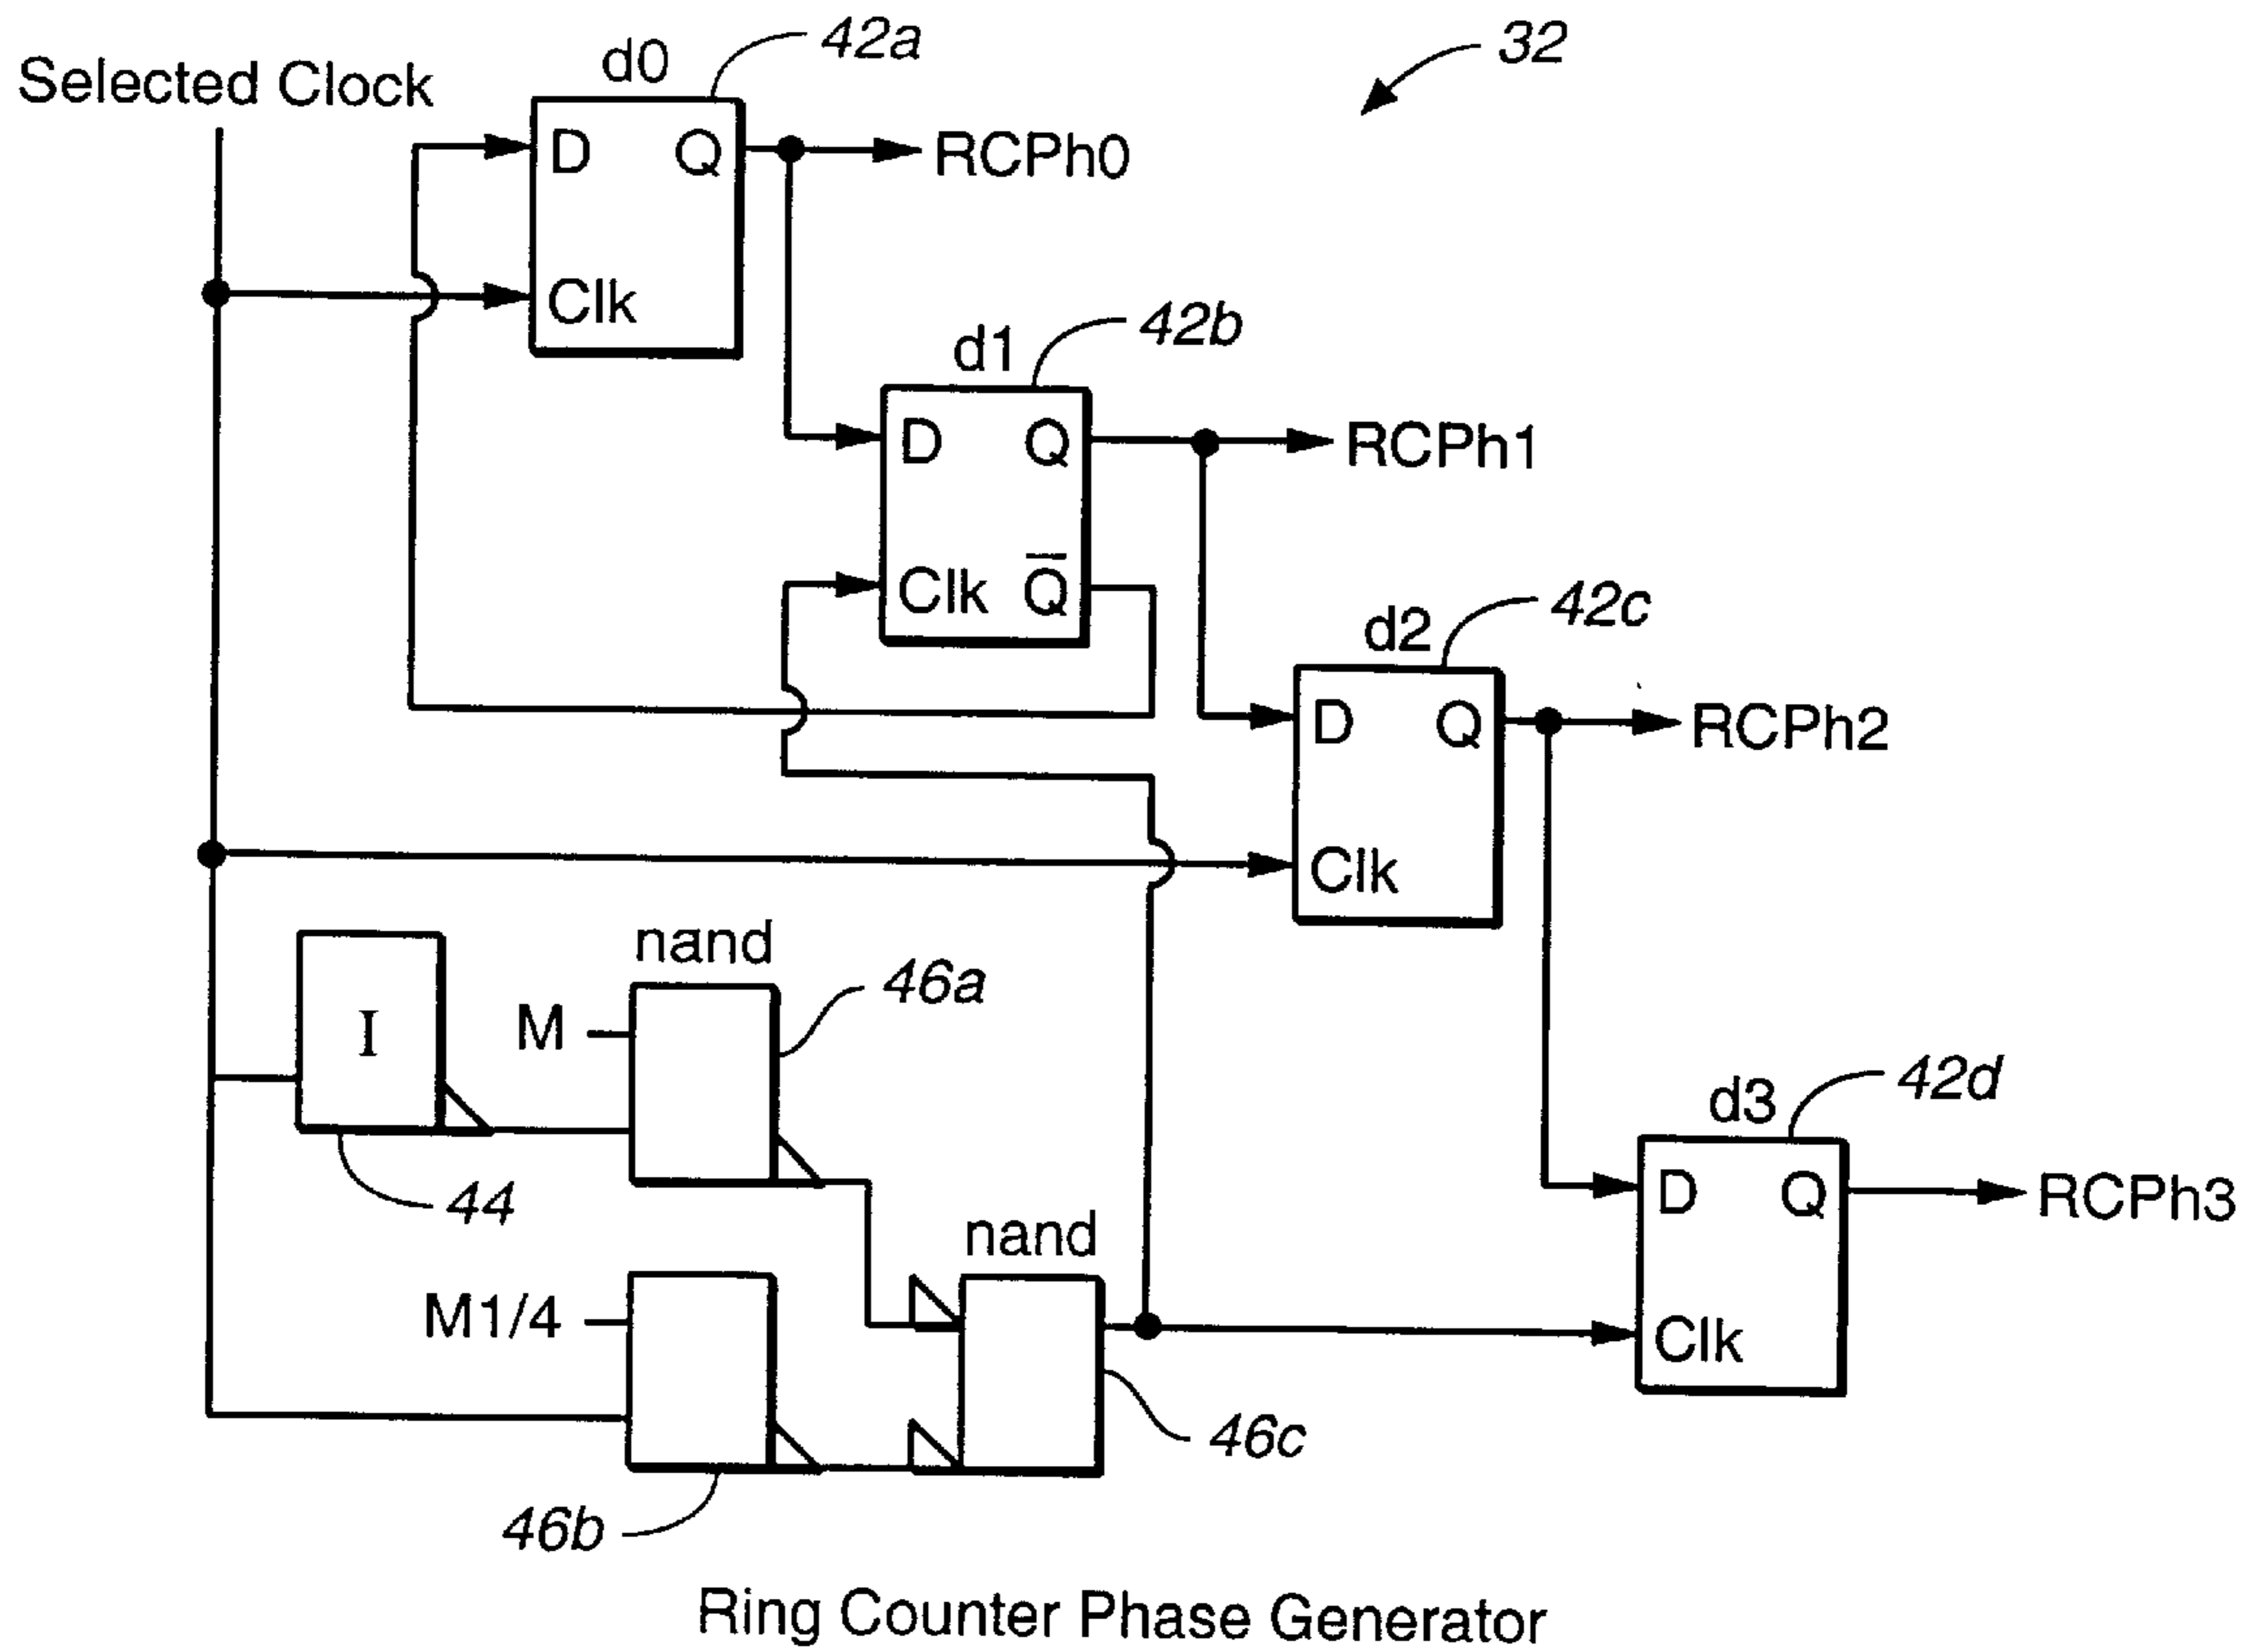 Selected Clock
d0
42a
32
D
Q
RCPh0
Clk
d1
42b
D
Q
RCPh1
Clk
Q̅
d2
42c
D
Q
RCPh2
Clk
I
44
nand
46a
M
d3
42d
D
Q
RCPh3
Clk
nand
M1/4
46b
46c
Ring Counter Phase Generator